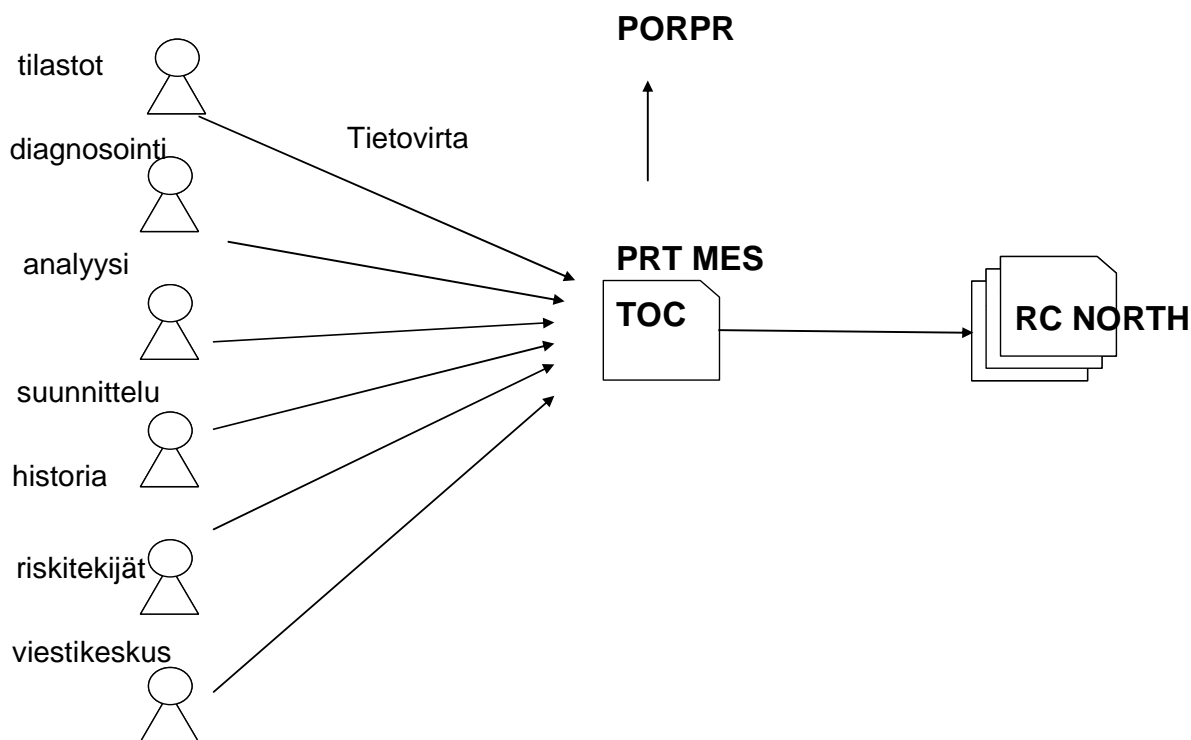 PORPR
tilastot
Tietovirta
diagnosointi
analyysi
PRT MES
TOC
RC NORTH
suunnittelu
historia
riskitekijät
viestikeskus